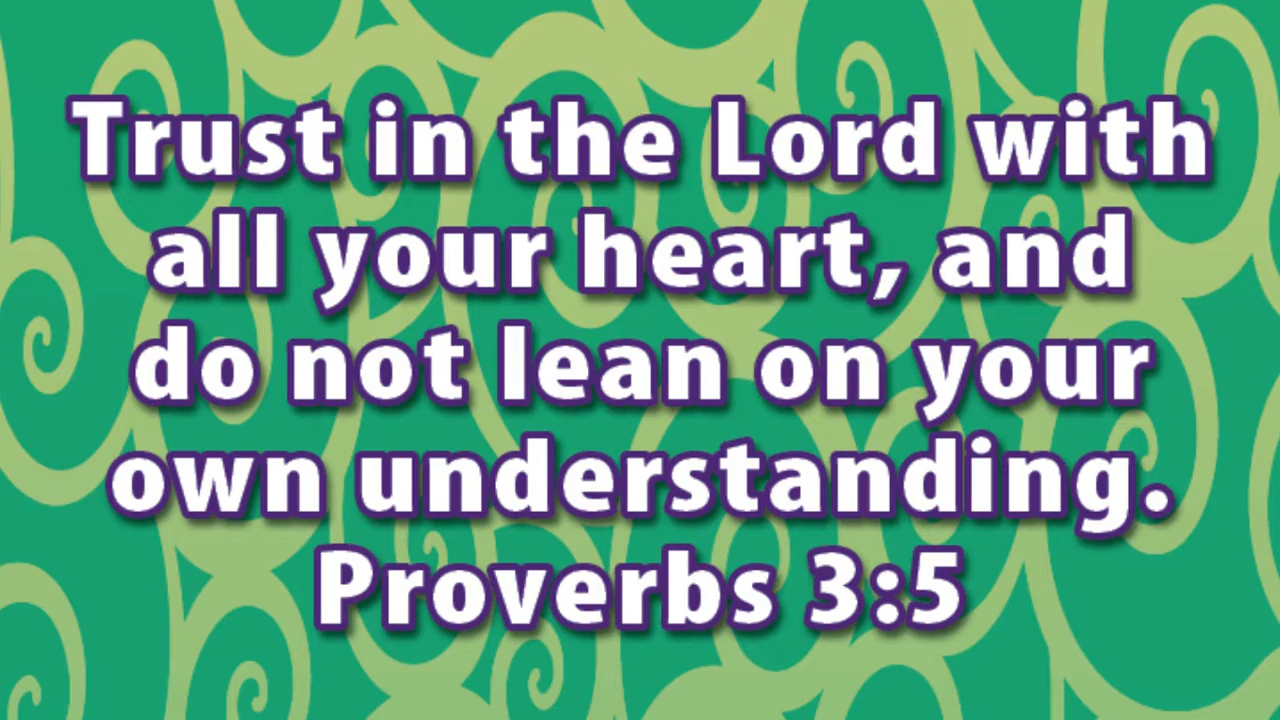 Trust in the Lord with
all your heart, and
do not lean on your
own understanding.
Proverbs 3:5